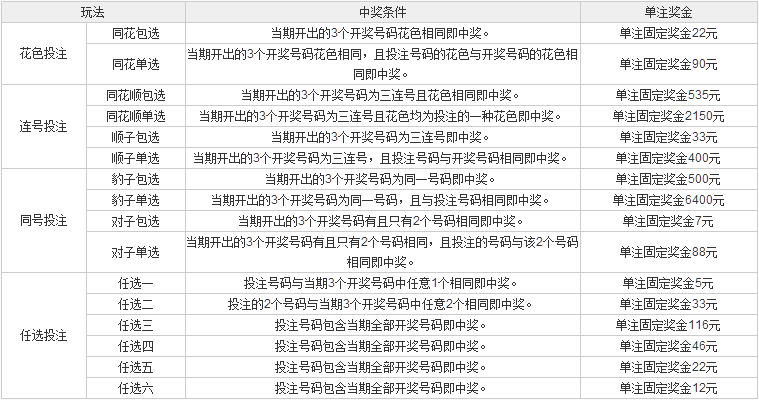 玩法 中奖条件 单注奖金
花色投注
同花包选 当期开出的3个开奖号码花色相同即中奖。 单注固定奖金22元
同花单选 当期开出的3个开奖号码花色相同，且投注号码的花色与开奖号码的花色相
同即中奖。 单注固定奖金90元
连号投注
同花顺包选 当期开出的3个开奖号码为三连号且花色相同即中奖。 单注固定奖金535元
同花顺单选 当期开出的3个开奖号码为三连号且花色均为投注的一种花色即中奖。 单注固定奖金2150元
顺子包选 当期开出的3个开奖号码为三连号即中奖。 单注固定奖金33元
顺子单选 当期开出的3个开奖号码为三连号，且投注号码与开奖号码相同即中奖。 单注固定奖金400元
同号投注
豹子包选 当期开出的3个开奖号码为同一号码即中奖。 单注固定奖金500元
豹子单选 当期开出的3个开奖号码为同一号码，且与投注号码相同即中奖。 单注固定奖金6400元
对子包选 当期开出的3个开奖号码有且只有2个号码相同即中奖。 单注固定奖金7元
对子单选 当期开出的3个开奖号码有且只有2个号码相同，且投注的号码与该2个号码
相同即中奖。 单注固定奖金88元
任选投注
任选一 投注号码与当期3个开奖号码中任意1个相同即中奖。 单注固定奖金5元
任选二 投注的2个号码与当期3个开奖号码中任意2个相同即中奖。 单注固定奖金33元
任选三 投注号码包含当期全部开奖号码即中奖。 单注固定奖金116元
任选四 投注号码包含当期全部开奖号码即中奖。 单注固定奖金46元
任选五 投注号码包含当期全部开奖号码即中奖。 单注固定奖金22元
任选六 投注号码包含当期全部开奖号码即中奖。 单注固定奖金12元